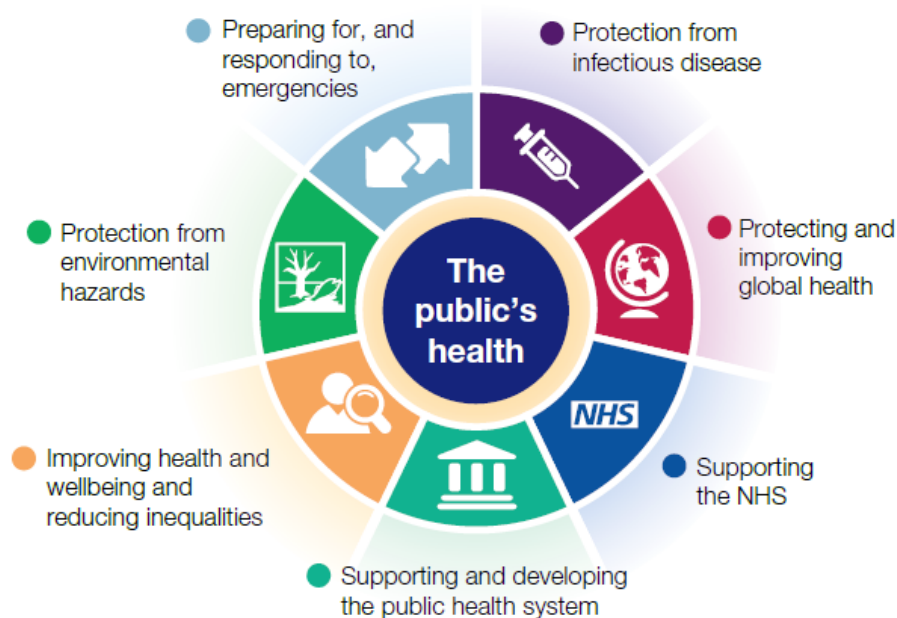 Preparing for, and
responding to,
emergencies
Protection from
infectious disease
Protecting and
improving
global health
Supporting
the NHS
Supporting and developing
the public health system
Improving health and
wellbeing and
reducing inequalities
Protection from
environmental
hazards
The
public’s
health
NHS